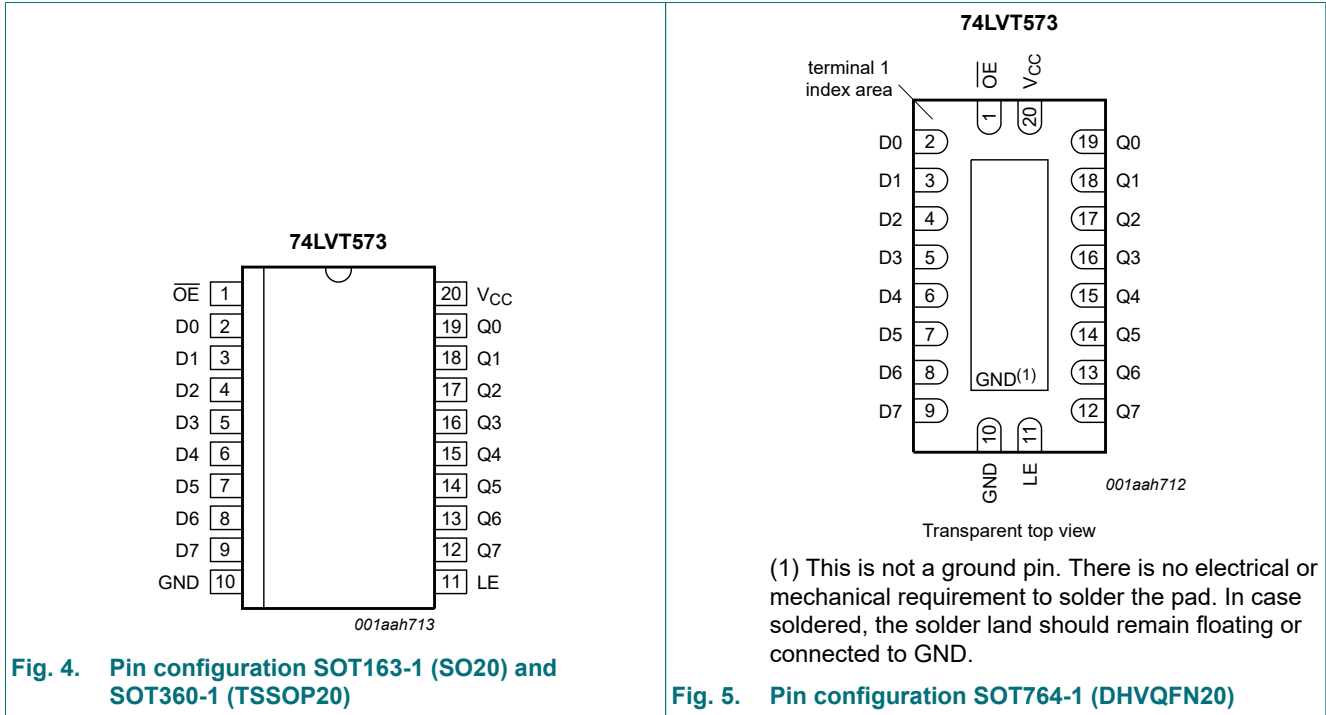 74LVT573
OE 1 20 VCC
D0 2 19 Q0
D1 3 18 Q1
D2 4 17 Q2
D3 5 16 Q3
D4 6 15 Q4
D5 7 14 Q5
D6 8 13 Q6
D7 9 12 Q7
GND 10 11 LE
001aah713
Fig. 4. Pin configuration SOT163-1 (SO20) and
SOT360-1 (TSSOP20)
74LVT573
terminal 1
index area
OE VCC
1 20
D0 2 19 Q0
D1 3 18 Q1
D2 4 17 Q2
D3 5 16 Q3
D4 6 15 Q4
D5 7 14 Q5
D6 8 GND(1) 13 Q6
D7 9 12 Q7
10 11
GND LE
001aah712
Transparent top view
(1) This is not a ground pin. There is no electrical or
mechanical requirement to solder the pad. In case
soldered, the solder land should remain floating or
connected to GND.
Fig. 5. Pin configuration SOT764-1 (DHVQFN20)